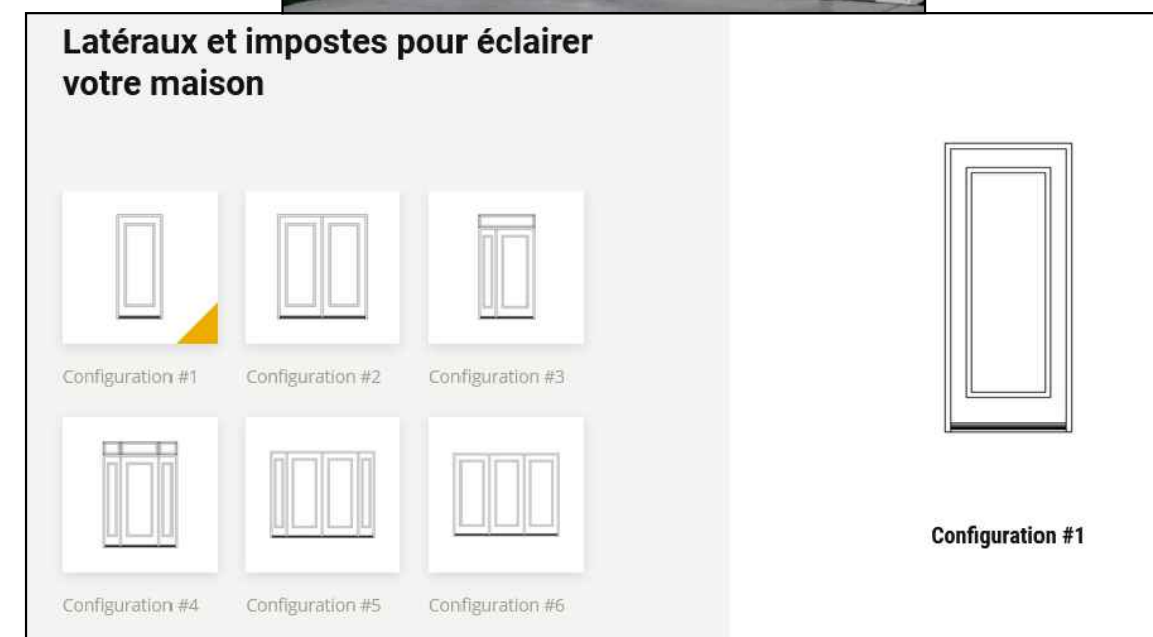 Latéraux et impostes pour éclairer
votre maison
Configuration #1
Configuration #2
Configuration #3
Configuration #4
Configuration #5
Configuration #6
Configuration #1